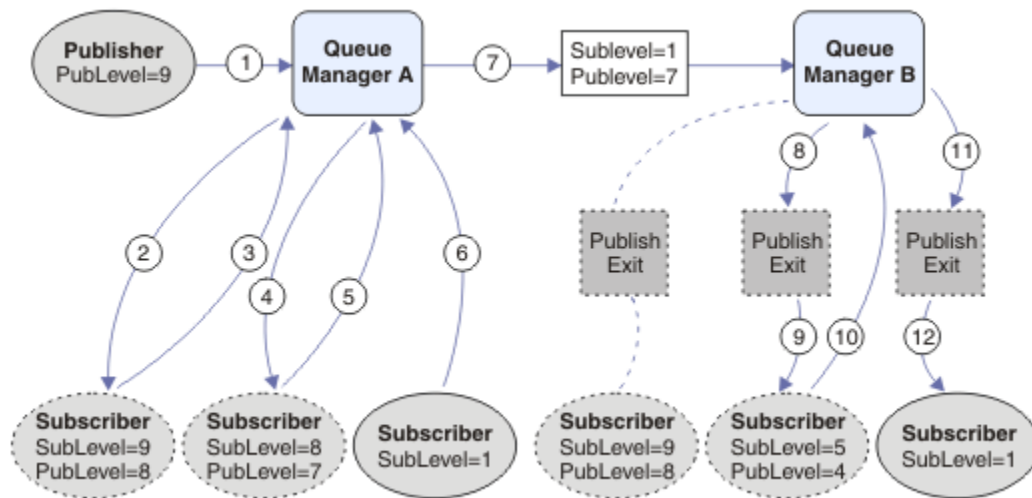 Publisher
PubLevel=9
1
Queue
Manager A
7
Sublevel=1
Publevel=7
Queue
Manager B
8
11
2
3
4
5
6
Publish
Exit
Publish
Exit
Publish
Exit
9
10
12
Subscriber
SubLevel=9
PubLevel=8
Subscriber
SubLevel=8
PubLevel=7
Subscriber
SubLevel=1
Subscriber
SubLevel=9
PubLevel=8
Subscriber
SubLevel=5
PubLevel=4
Subscriber
SubLevel=1